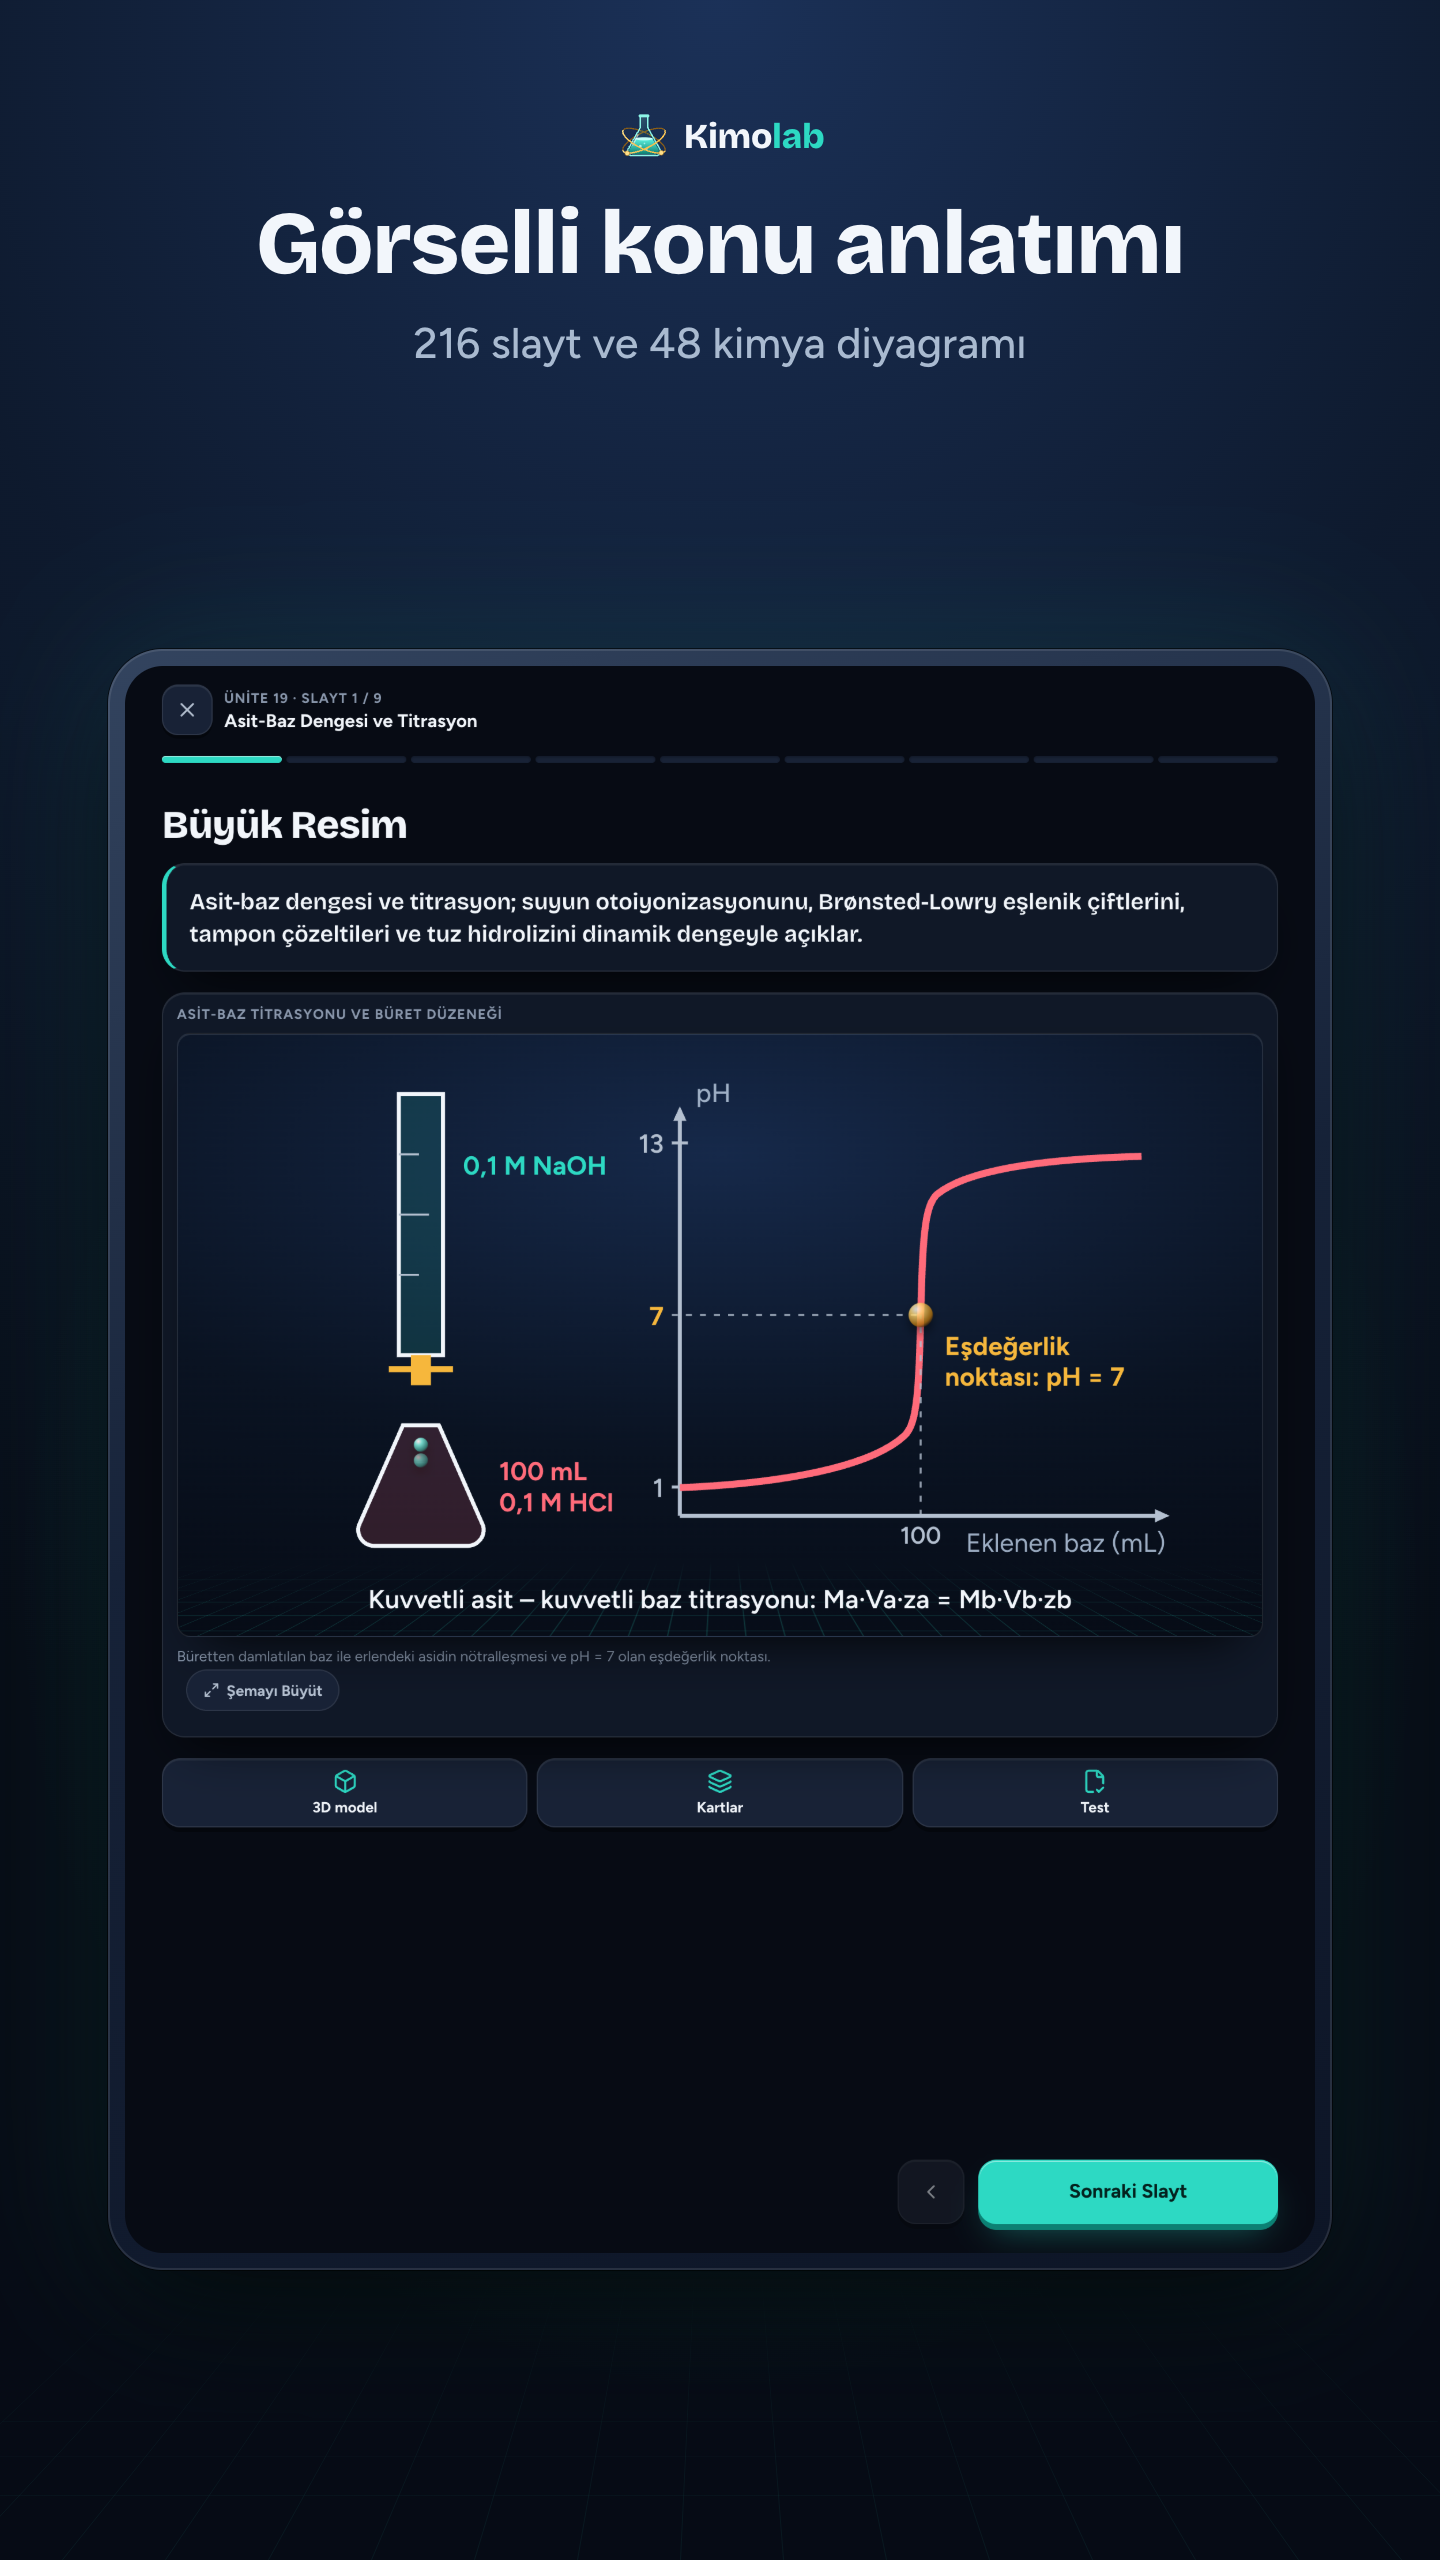 Kimolab
Görselli konu anlatımı
216 slayt ve 48 kimya diyagramı
ÜNİTE 19 · SLAYT 1 / 9
Asit-Baz Dengesi ve Titrasyon
Büyük Resim
Asit-baz dengesi ve titrasyon; suyun otoiyonizasyonunu, Brønsted-Lowry eşlenik çiftlerini,
tampon çözeltileri ve tuz hidrolizini dinamik dengeyle açıklar.
ASİT-BAZ TİTRASYONU VE BÜRET DÜZENEĞİ
pH
13
0,1 M NaOH
7
Eşdeğerlik
noktası: pH = 7
100 mL
0,1 M HCl
1
100
Eklenen baz (mL)
Kuvvetli asit – kuvvetli baz titrasyonu: Ma·Va·za = Mb·Vb·zb
Büretten damlatılan baz ile erlendeki asidin nötralleşmesi ve pH = 7 olan eşdeğerlik noktası.
Şemayı Büyüt
3D model
Kartlar
Test
Sonraki Slayt